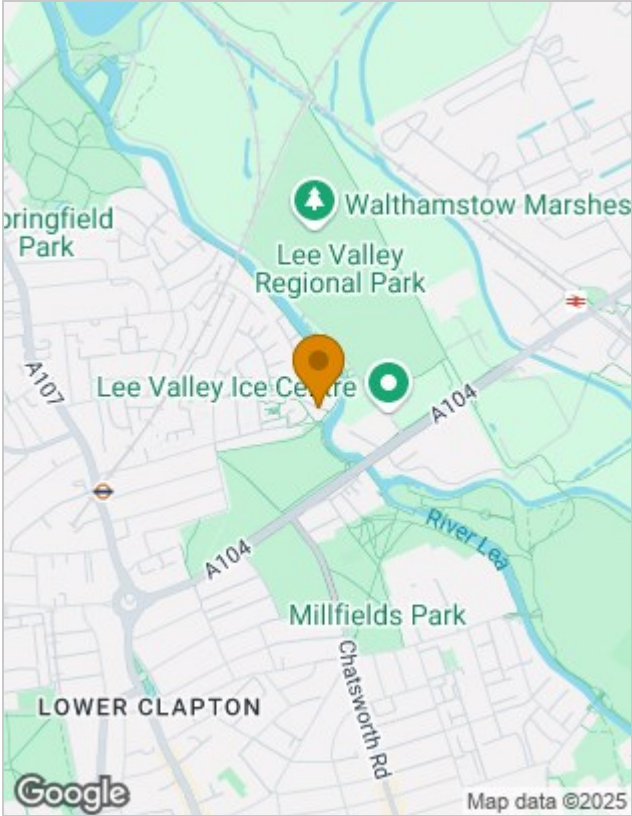 Walthamstow Marshes
pringfield
Park
Lee Valley
Regional Park
A107
Lee Valley Ice Centre
A104
River Lea
A104
Millfields Park
Chatsworth Rd
LOWER CLAPTON
Google
Map data ©2025